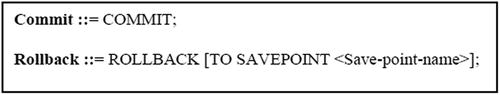 Commit ::= COMMIT;
Rollback ::= ROLLBACK [TO SAVEPOINT <Save-point-name>];